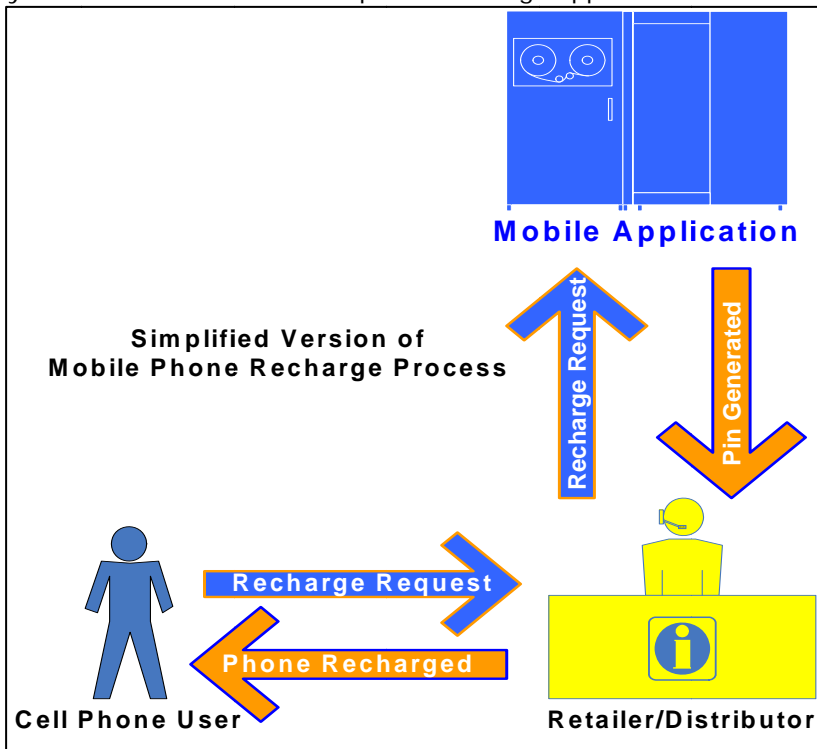 Mobile Application
Simplified Version of
Mobile Phone Recharge Process
Recharge Request
Pin Generated
Recharge Request
Phone Recharged
Cell Phone User
Retailer/Distributor